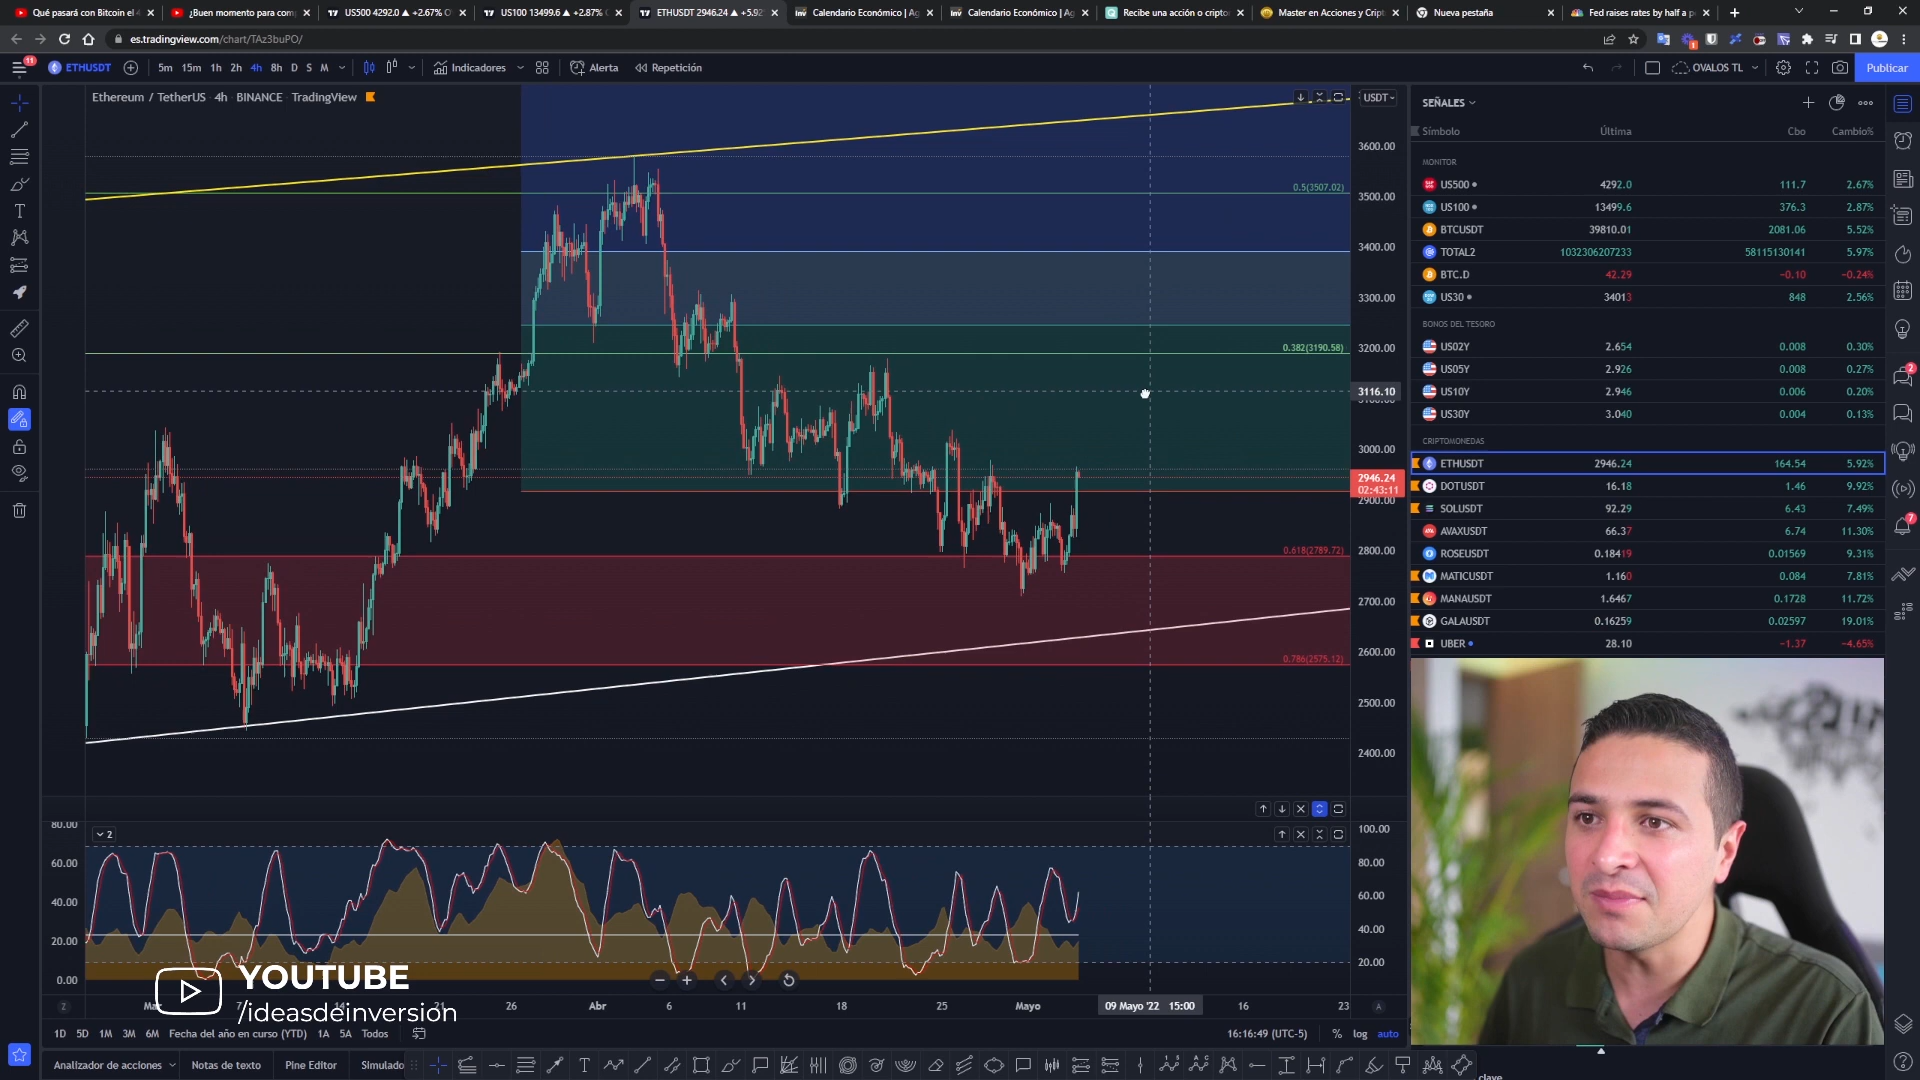 Qué pasará con Bitcoin el
¿Buen momento para com
US500 4292.0 ▲ +2.67%
US100 13499.6 ▲ +2.87%
ETHUSDT 2946.24 ▲ +5.92
Calendario Económico | Ag
Calendario Económico | Ag
Recibe una acción o cripto
Master en Acciones y Cript
Nueva pestaña
Fed raises rates by half a p
es.tradingview.com/chart/TAz3buPO/
11
ETHUSDT
5m 15m 1h 2h 4h 8h D S M
Indicadores
Alerta
Repetición
OVALOS TL
Publicar
Ethereum / TetherUS · 4h · BINANCE · TradingView
USDT
3600.00
3500.00
3400.00
3300.00
3200.00
3116.10
3000.00
2946.24
02:43:11
2900.00
2800.00
2700.00
2600.00
2500.00
2400.00
0.5(3507.02)
0.382(3190.58)
0.618(2789.72)
0.786(2575.12)
SEÑALES
Símbolo Última Cbo Cambio%
MONITOR
US500 4292.0 111.7 2.67%
US100 13499.6 376.3 2.87%
BTCUSDT 39810.01 2081.06 5.52%
TOTAL2 1032306207233 58115130141 5.97%
BTC.D 42.29 −0.10 −0.24%
US30 34013 848 2.56%
BONOS DEL TESORO
US02Y 2.654 0.008 0.30%
US05Y 2.926 0.008 0.27%
US10Y 2.946 0.006 0.20%
US30Y 3.040 0.004 0.13%
CRIPTOMONEDAS
ETHUSDT 2946.24 164.54 5.92%
DOTUSDT 16.18 1.46 9.92%
SOLUSDT 92.29 6.43 7.49%
AVAXUSDT 66.37 6.74 11.30%
ROSEUSDT 0.18419 0.01569 9.31%
MATICUSDT 1.160 0.084 7.81%
MANAUSDT 1.6467 0.1728 11.72%
GALAUSDT 0.16259 0.02597 19.01%
UBER 28.10 −1.37 −4.65%
2
7
80.00
60.00
40.00
20.00
0.00
2
100.00
80.00
60.00
40.00
20.00
YOUTUBE
/ideasdeinversión
Mar 7 14 21 26 Abr 6 11 18 25 Mayo 09 Mayo '22 15:00 16 23
Z
A
1D 5D 1M 3M 6M Fecha del año en curso (YTD) 1A 5A Todos
16:16:49 (UTC-5) % log auto
Analizador de acciones Notas de texto Pine Editor Simulado
clave